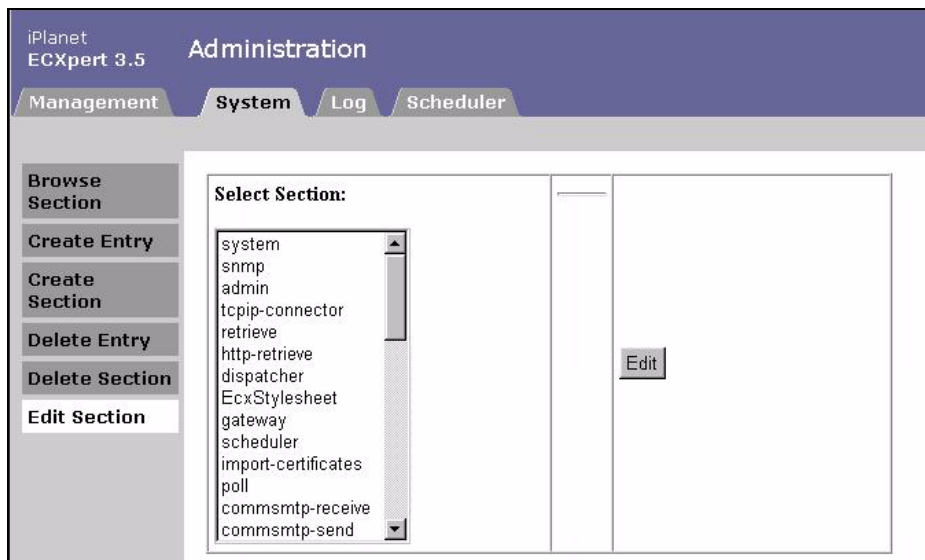 iPlanet
ECXpert 3.5
Administration
Management
System
Log
Scheduler
Browse
Section
Create Entry
Create
Section
Delete Entry
Delete Section
Edit Section
Select Section:
system
snmp
admin
tcpip-connector
retrieve
http-retrieve
dispatcher
EcxStylesheet
gateway
scheduler
import-certificates
poll
commsmtp-receive
commsmtp-send
Edit